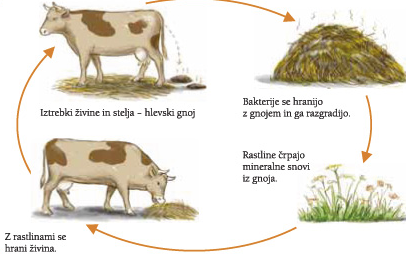 Iztrebki živine in stelja – hlevski gnoj
Bakterije se hranijo
z gnojem in ga razgradijo.
Rastline črpajo
mineralne snovi
iz gnoja.
Z rastlinami se
hrani živina.